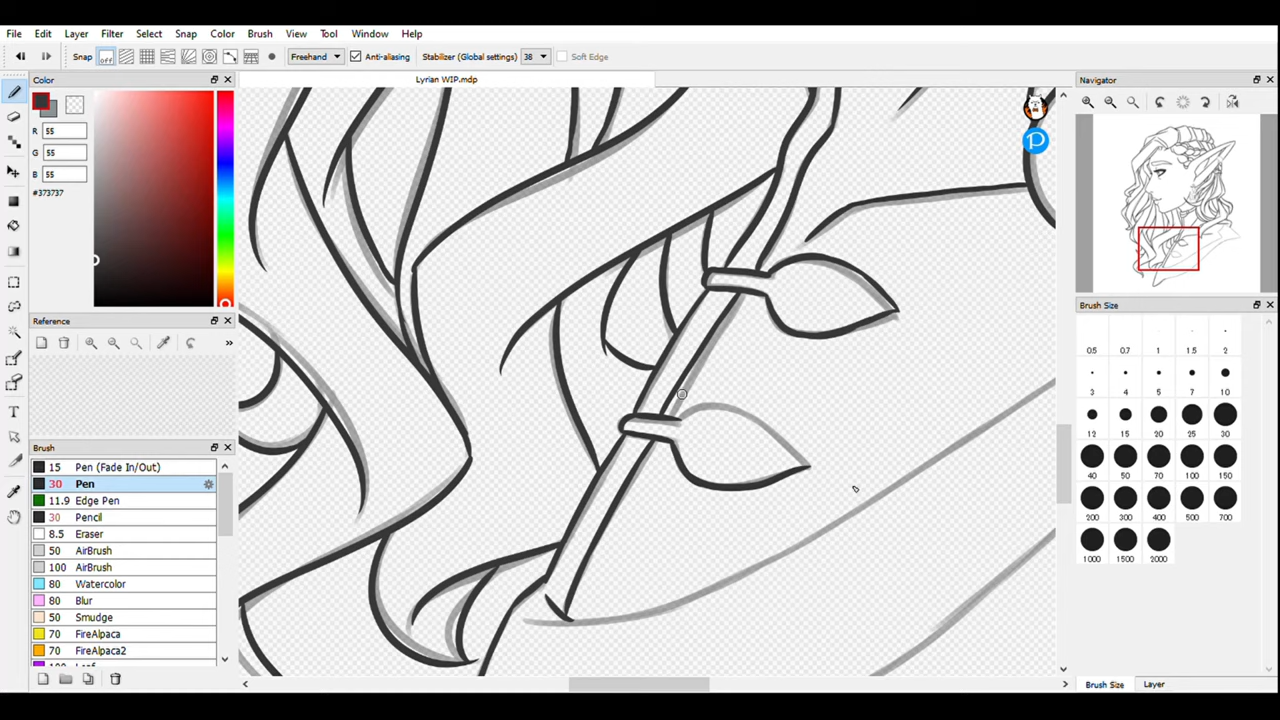 File Edit Layer Filter Select Snap Color Brush View Tool Window Help
Snap off Freehand Anti-aliasing Stabilizer (Global settings) 38 Soft Edge
Color
Lyrian WIP.mdp
Navigator
R 55
G 55
B 55
#373737
Reference
»
Brush
15 Pen (Fade In/Out)
30 Pen
11.9 Edge Pen
30 Pencil
8.5 Eraser
50 AirBrush
100 AirBrush
80 Watercolor
80 Blur
50 Smudge
70 FireAlpaca
70 FireAlpaca2
Brush Size
0.5 0.7 1 1.5 2
3 4 5 7 10
12 15 20 25 30
40 50 70 100 150
200 300 400 500 700
1000 1500 2000
Brush Size Layer